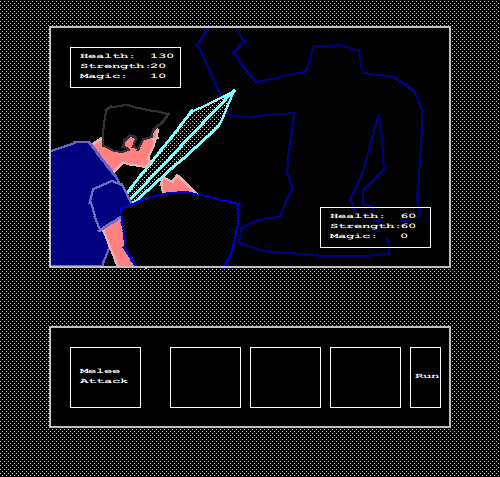 Health: 130
Strength:20
Magic: 10
Health: 60
Strength:60
Magic: 0
Melee
Attack
Run